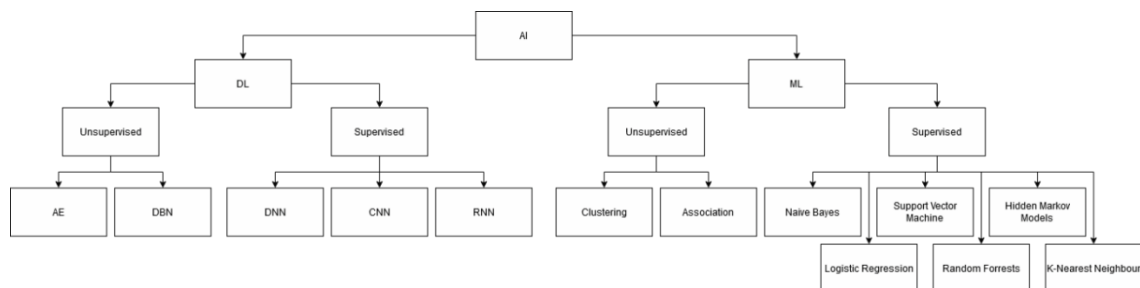 AI
DL
ML
Unsupervised
Supervised
Unsupervised
Supervised
AE
DBN
DNN
CNN
RNN
Clustering
Association
Naive Bayes
Support Vector
Machine
Hidden Markov
Models
Logistic Regression
Random Forrests
K-Nearest Neighbour